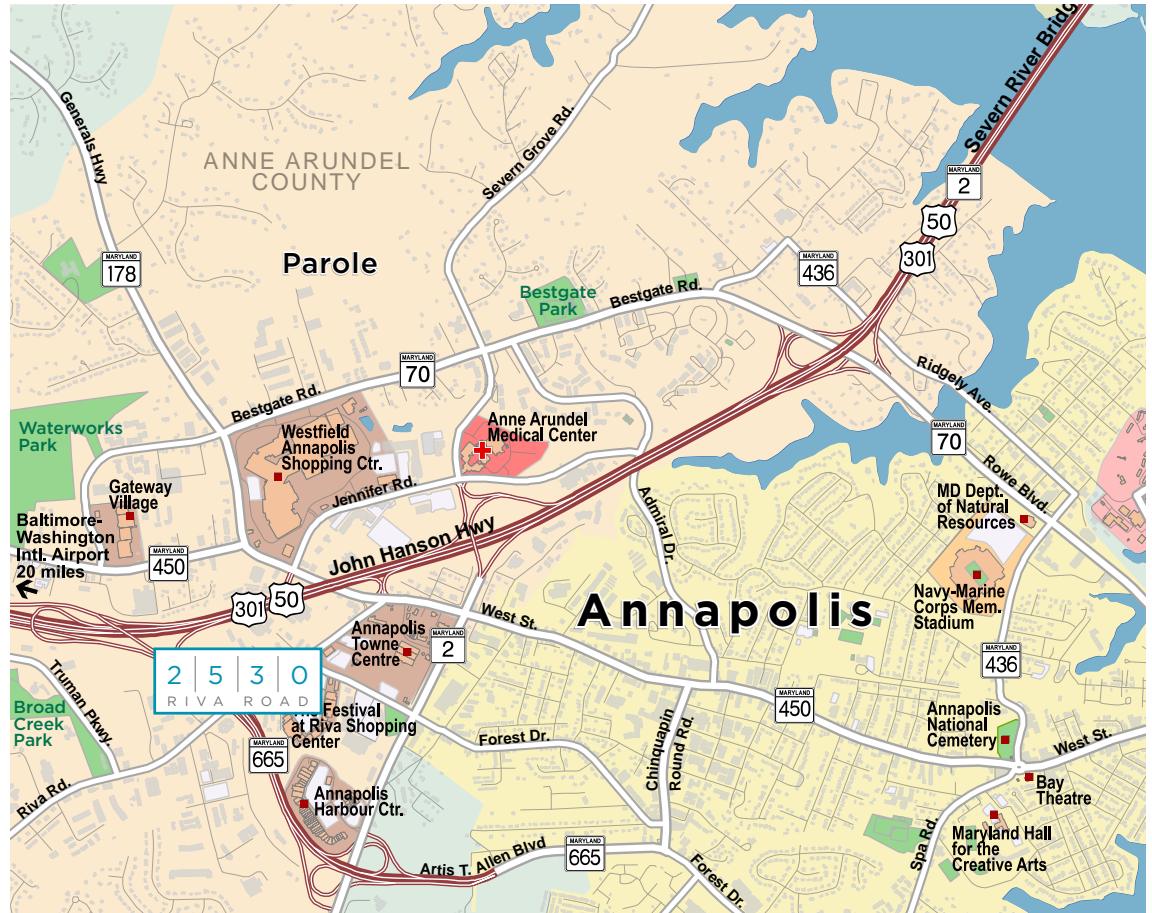 Severn River Bridg
Generals Hwy
ANNE ARUNDEL
COUNTY
Severn Grove Rd.
MARYLAND
2
50
301
Parole
MARYLAND
178
MARYLAND
436
Bestgate
Park
Bestgate Rd.
MARYLAND
70
Bestgate Rd.
Ridgely Ave.
Waterworks
Park
Westfield
Annapolis
Shopping Ctr.
Anne Arundel
Medical Center
MARYLAND
70
Rowe Blvd.
Jennifer Rd.
Gateway
Village
MD Dept.
of Natural
Resources
Baltimore-
Washington
Intl. Airport
20 miles
MARYLAND
450
John Hanson Hwy
Admiral Dr.
301
50
West St.
Annapolis
Navy-Marine
Corps Mem.
Stadium
Annapolis
Towne
Centre
MARYLAND
2
MARYLAND
436
2 5 3 0
RIVA ROAD
Truman Pkwy.
Broad
Creek
Park
Festival
at Riva Shopping
Center
MARYLAND
450
Annapolis
National
Cemetery
Forest Dr.
Chinquapin
Round Rd.
West St.
MARYLAND
665
Riva Rd.
Annapolis
Harbour Ctr.
Bay
Theatre
Spa Rd.
Maryland Hall
for the
Creative Arts
Artis T. Allen Blvd
MARYLAND
665
Forest Dr.